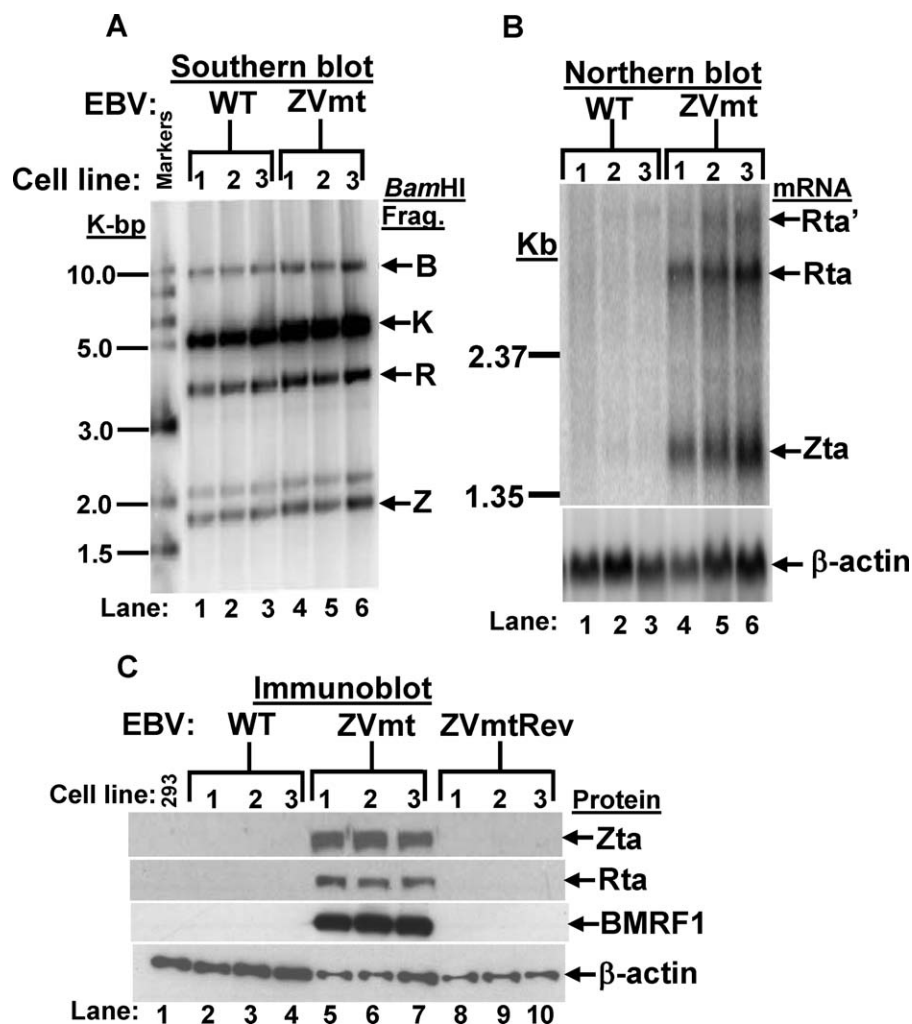 A
Southern blot
EBV: WT ZVmt
Markers
Cell line: 1 2 3 1 2 3 BamHI Frag.
K-bp
10.0 B
K
5.0
R
3.0
2.0 Z
1.5
Lane: 1 2 3 4 5 6
B
Northern blot
WT ZVmt
1 2 3 1 2 3 mRNA
Rta'
Kb Rta
2.37
Zta
1.35
β-actin
Lane: 1 2 3 4 5 6
C
Immunoblot
EBV: WT ZVmt ZVmtRev
Cell line: 293 1 2 3 1 2 3 1 2 3 Protein
Zta
Rta
BMRF1
β-actin
Lane: 1 2 3 4 5 6 7 8 9 10